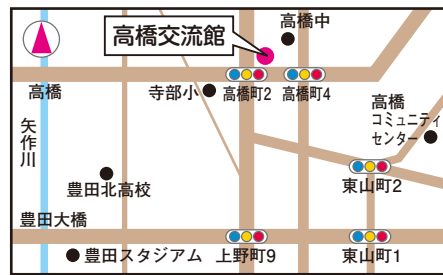 高橋中
高橋交流館
高橋
寺部小
高橋町2
高橋町4
高橋
コミュニティ
センター
矢作川
豊田北高校
東山町2
豊田大橋
豊田スタジアム
上野町9
東山町1